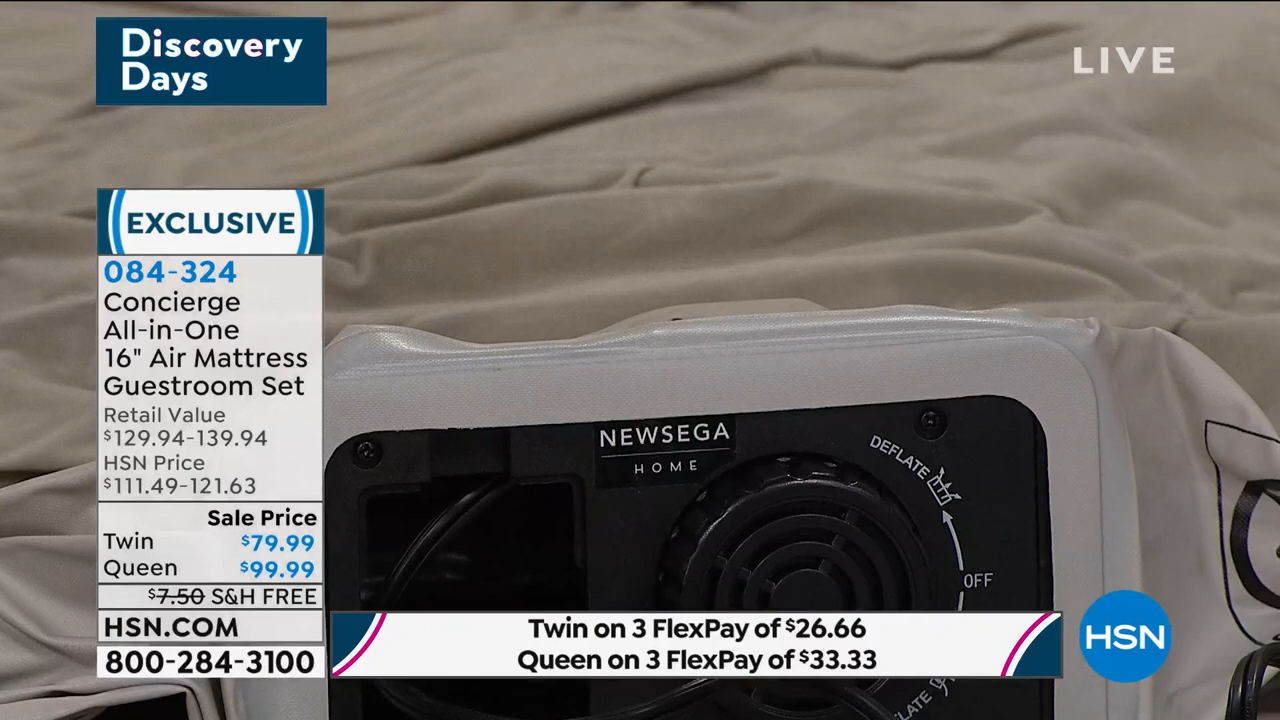 Discovery
Days
LIVE
EXCLUSIVE
084-324
Concierge
All-in-One
16" Air Mattress
Guestroom Set
Retail Value
$129.94-139.94
HSN Price
$111.49-121.63
Sale Price
Twin $79.99
Queen $99.99
$7.50 S&H FREE
HSN.COM
800-284-3100
NEWSEGA
HOME
DEFLATE
OFF
Twin on 3 FlexPay of $26.66
Queen on 3 FlexPay of $33.33
HSN